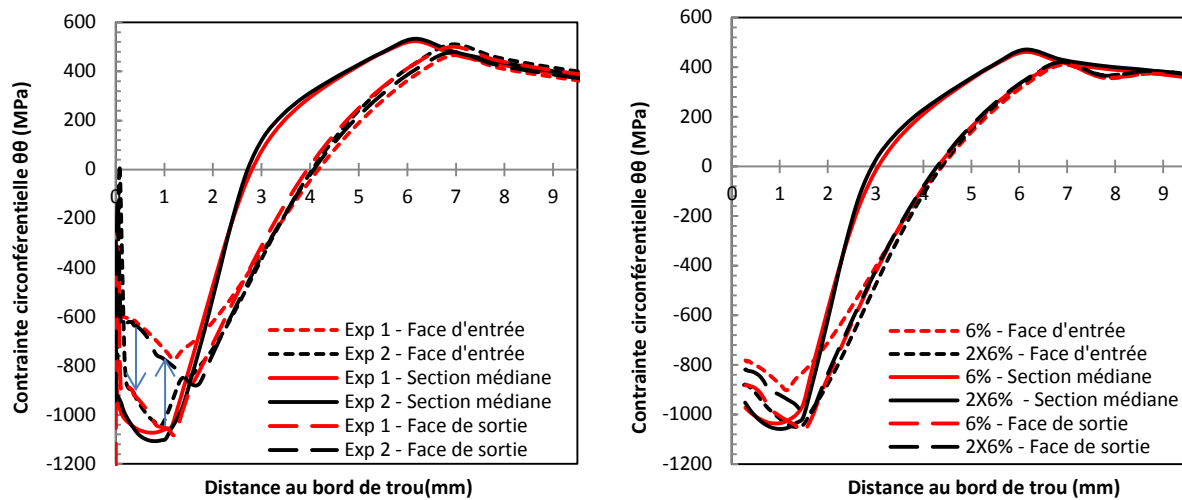 Contrainte circonférentielle θθ (MPa)
600
400
200
0
-200
-400
-600
-800
-1000
-1200
0 1 2 3 4 5 6 7 8 9
Exp 1 - Face d'entrée
Exp 2 - Face d'entrée
Exp 1 - Section médiane
Exp 2 - Section médiane
Exp 1 - Face de sortie
Exp 2 - Face de sortie
Distance au bord de trou(mm)
Contrainte circonférentielle θθ (MPa)
600
400
200
0
-200
-400
-600
-800
-1000
-1200
0 1 2 3 4 5 6 7 8 9
6% - Face d'entrée
2X6% - Face d'entrée
6% - Section médiane
2X6% - Section médiane
6% - Face de sortie
2X6% - Face de sortie
Distance au bord de trou (mm)